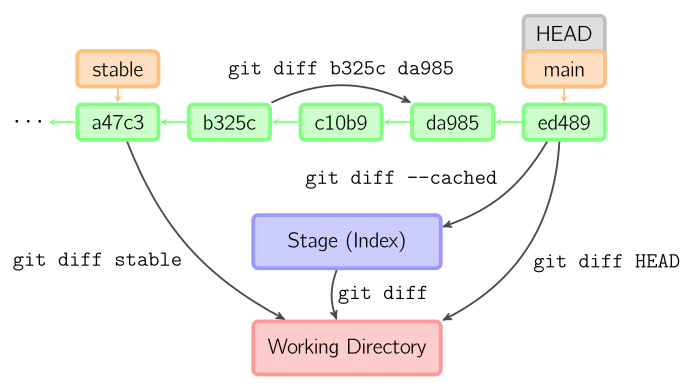 HEAD
stable
git diff b325c da985
main
...
a47c3
b325c
c10b9
da985
ed489
git diff --cached
Stage (Index)
git diff stable
git diff HEAD
git diff
Working Directory